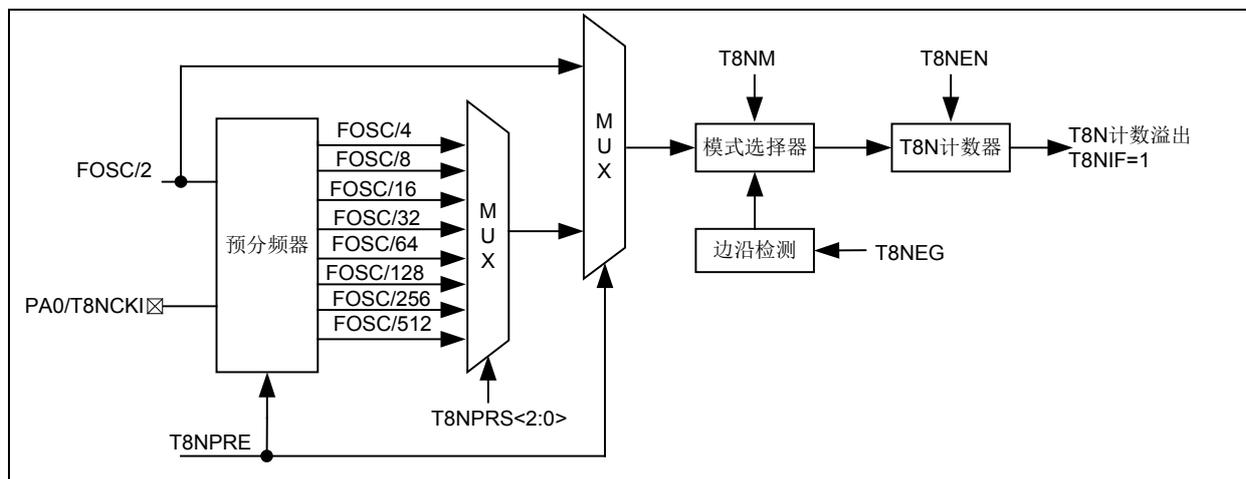 T8NM
T8NEN
FOSC/2
预分频器
FOSC/4
FOSC/8
FOSC/16
FOSC/32
FOSC/64
FOSC/128
FOSC/256
FOSC/512
MUX
MUX
模式选择器
T8N计数器
T8N计数溢出
T8NIF=1
边沿检测
T8NEG
PA0/T8NCKI
T8NPRS<2:0>
T8NPRE